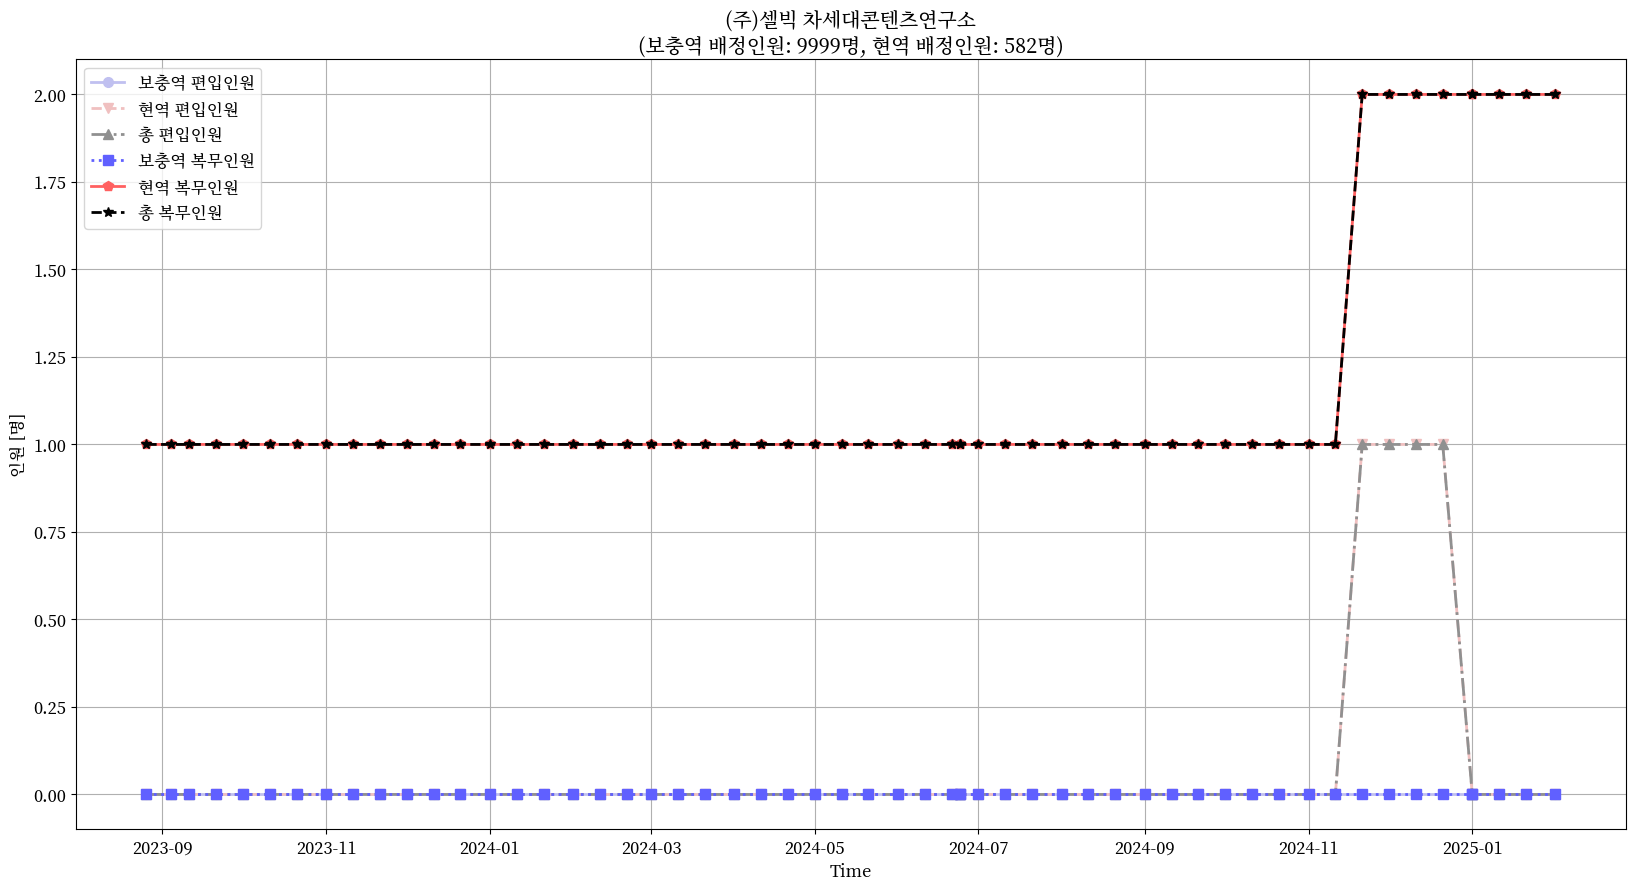 (주)셀빅 차세대콘텐츠연구소
(보충역 배정인원: 9999명, 현역 배정인원: 582명)
보충역 편입인원
현역 편입인원
총 편입인원
보충역 복무인원
현역 복무인원
총 복무인원
2.00
1.75
1.50
1.25
1.00
0.75
0.50
0.25
0.00
인원 [명]
2023-09 2023-11 2024-01 2024-03 2024-05 2024-07 2024-09 2024-11 2025-01
Time